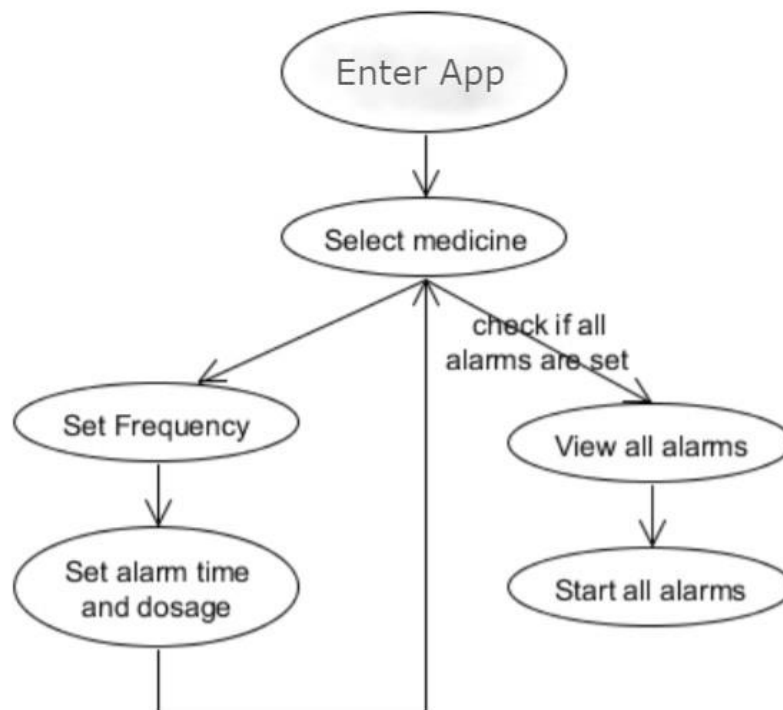 Enter App
Select medicine
check if all
alarms are set
Set Frequency
View all alarms
Set alarm time
and dosage
Start all alarms